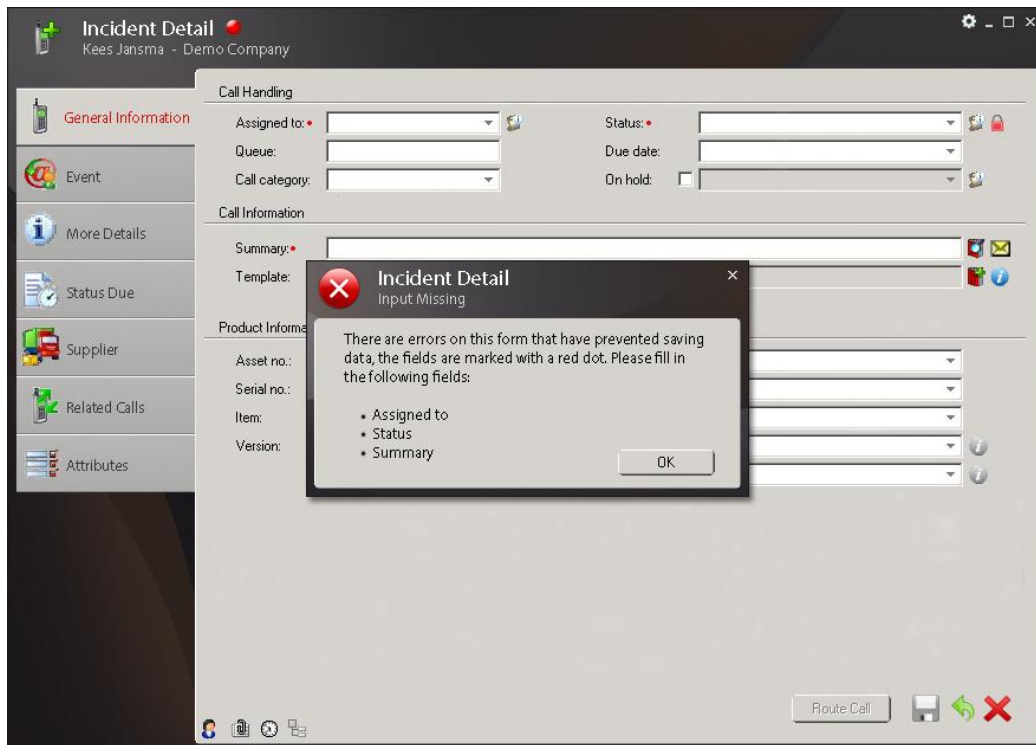 Incident Detail
Kees Jansma - Demo Company
General Information
Event
More Details
Status Due
Supplier
Related Calls
Attributes
Call Handling
Assigned to:
Status:
Queue:
Due date:
Call category:
On hold:
Call Information
Summary:
Template:
Product Informa
Asset no.:
Serial no.:
Item:
Version:
Incident Detail
Input Missing
There are errors on this form that have prevented saving
data, the fields are marked with a red dot. Please fill in
the following fields:
• Assigned to
• Status
• Summary
OK
Route Call